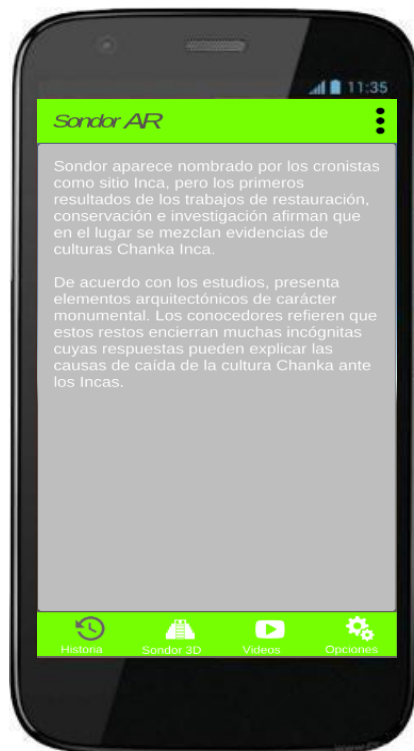 11:35
Sondor AR
Sondor aparece nombrado por los cronistas
como sitio Inca, pero los primeros
resultados de los trabajos de restauración,
conservación e investigación afirman que
en el lugar se mezclan evidencias de
culturas Chanka Inca.
De acuerdo con los estudios, presenta
elementos arquitectónicos de carácter
monumental. Los conocedores refieren que
estos restos encierran muchas incógnitas
cuyas respuestas pueden explicar las
causas de caída de la cultura Chanka ante
los Incas.
Historia Sondor 3D Videos Opciones